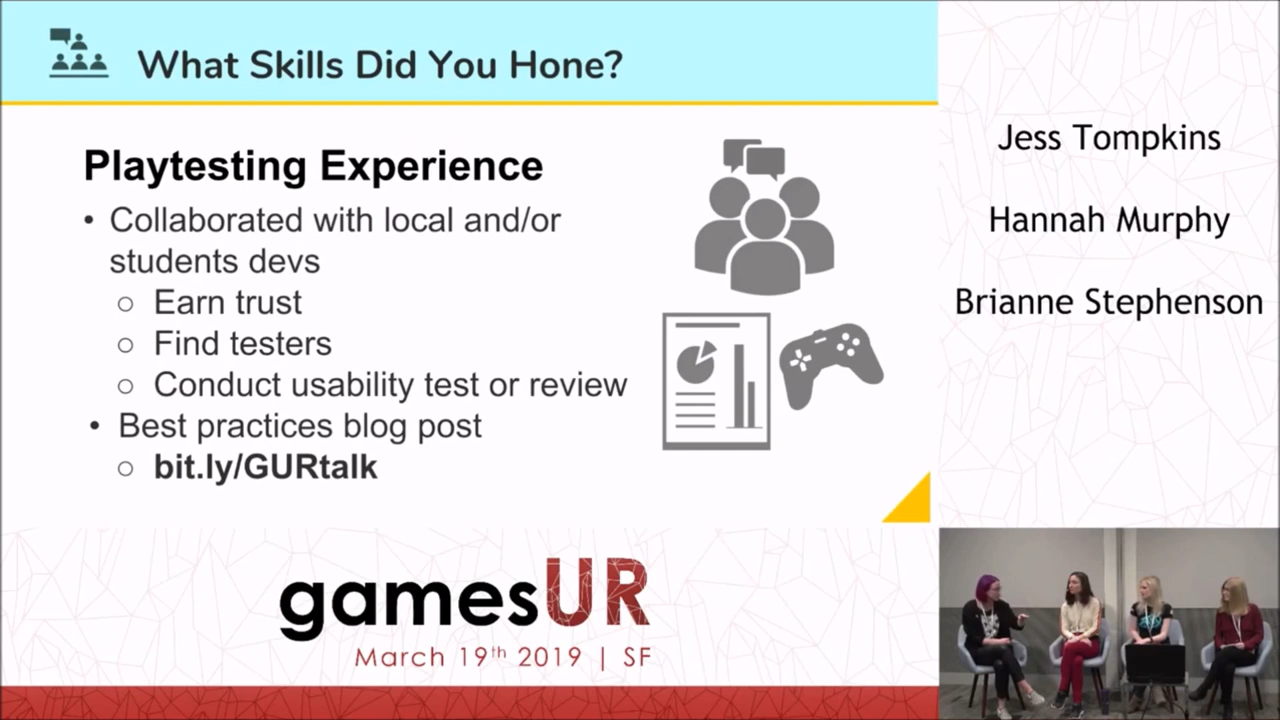 What Skills Did You Hone?
Playtesting Experience
• Collaborated with local and/or
students devs
○ Earn trust
○ Find testers
○ Conduct usability test or review
• Best practices blog post
○ bit.ly/GURtalk
Jess Tompkins
Hannah Murphy
Brianne Stephenson
gamesUR
March 19th 2019 | SF